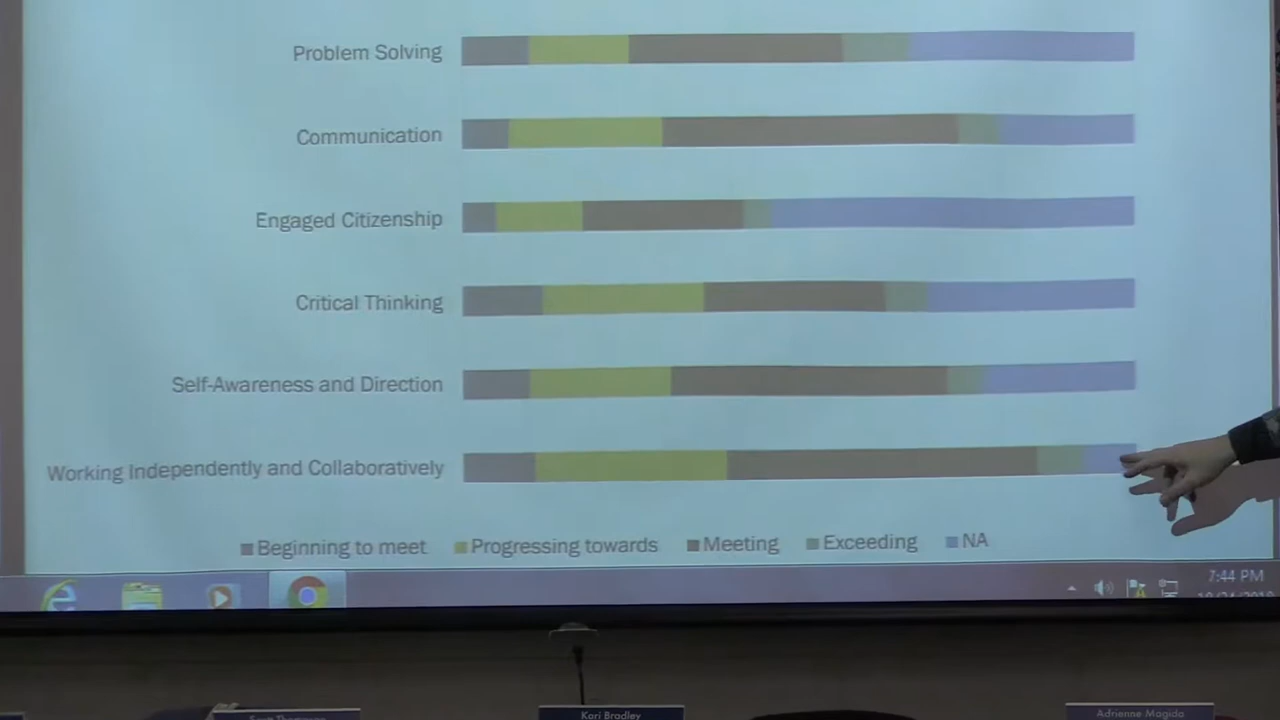 Problem Solving
Communication
Engaged Citizenship
Critical Thinking
Self-Awareness and Direction
Working Independently and Collaboratively
Beginning to meet Progressing towards Meeting Exceeding NA
7:44 PM
Kari Bradley
Adrienne Magida